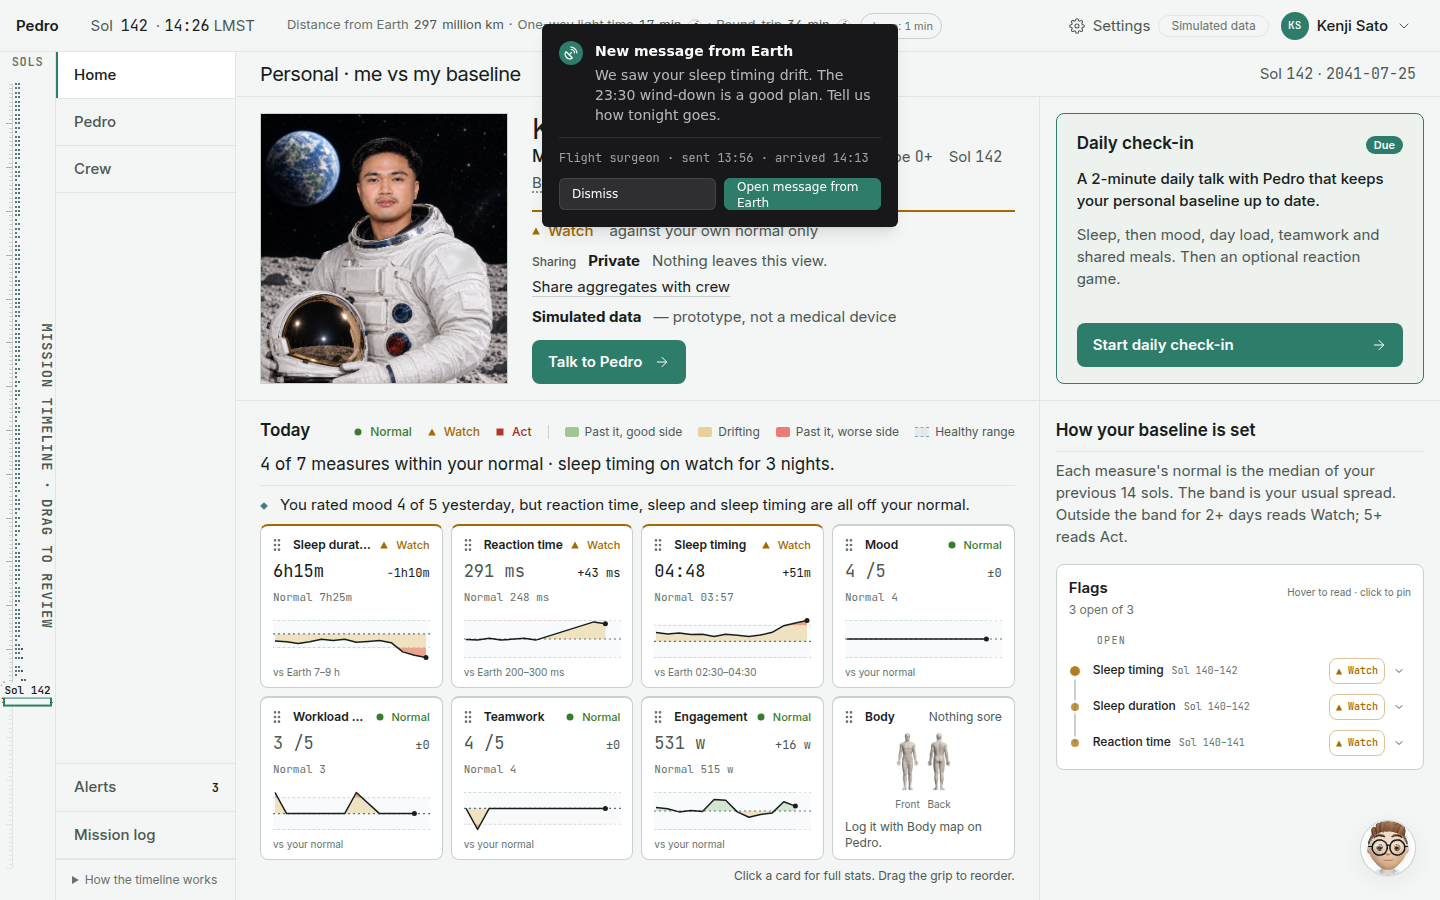 Pedro
Sol 142 · 14:26 LMST
Distance from Earth 297 million km · One-way light time 17 min · Round-trip 34 min
: 1 min
Settings
Simulated data
KS
Kenji Sato
New message from Earth
We saw your sleep timing drift. The
23:30 wind-down is a good plan. Tell us
how tonight goes.
Flight surgeon · sent 13:56 · arrived 14:13
Dismiss
Open message from
Earth
SOLS
MISSION TIMELINE · DRAG TO REVIEW
Sol 142
Home
Pedro
Crew
Alerts 3
Mission log
How the timeline works
Personal · me vs my baseline
Sol 142 · 2041-07-25
K
M
pe 0+ Sol 142
B
Watch against your own normal only
Sharing Private Nothing leaves this view.
Share aggregates with crew
Simulated data — prototype, not a medical device
Talk to Pedro
Daily check-in
Due
A 2-minute daily talk with Pedro that keeps
your personal baseline up to date.
Sleep, then mood, day load, teamwork and
shared meals. Then an optional reaction
game.
Start daily check-in
Today
Normal Watch Act Past it, good side Drifting Past it, worse side Healthy range
4 of 7 measures within your normal · sleep timing on watch for 3 nights.
You rated mood 4 of 5 yesterday, but reaction time, sleep and sleep timing are all off your normal.
Sleep durat... Watch
6h15m -1h10m
Normal 7h25m
vs Earth 7–9 h
Reaction time Watch
291 ms +43 ms
Normal 248 ms
vs Earth 200–300 ms
Sleep timing Watch
04:48 +51m
Normal 03:57
vs Earth 02:30–04:30
Mood Normal
4 /5 ±0
Normal 4
vs your normal
Workload ... Normal
3 /5 ±0
Normal 3
vs your normal
Teamwork Normal
4 /5 ±0
Normal 4
vs your normal
Engagement Normal
531 w +16 w
Normal 515 w
vs your normal
Body Nothing sore
Front Back
Log it with Body map on
Pedro.
Click a card for full stats. Drag the grip to reorder.
How your baseline is set
Each measure's normal is the median of your
previous 14 sols. The band is your usual spread.
Outside the band for 2+ days reads Watch; 5+
reads Act.
Flags
Hover to read · click to pin
3 open of 3
OPEN
Sleep timing Sol 140–142 Watch
Sleep duration Sol 140–142 Watch
Reaction time Sol 140–141 Watch